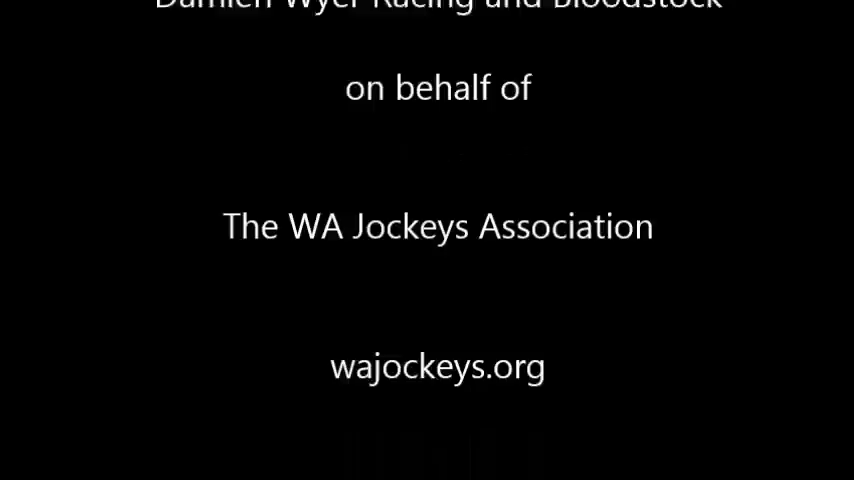 Damien Wyer Racing and Bloodstock
on behalf of
The WA Jockeys Association
wajockeys.org